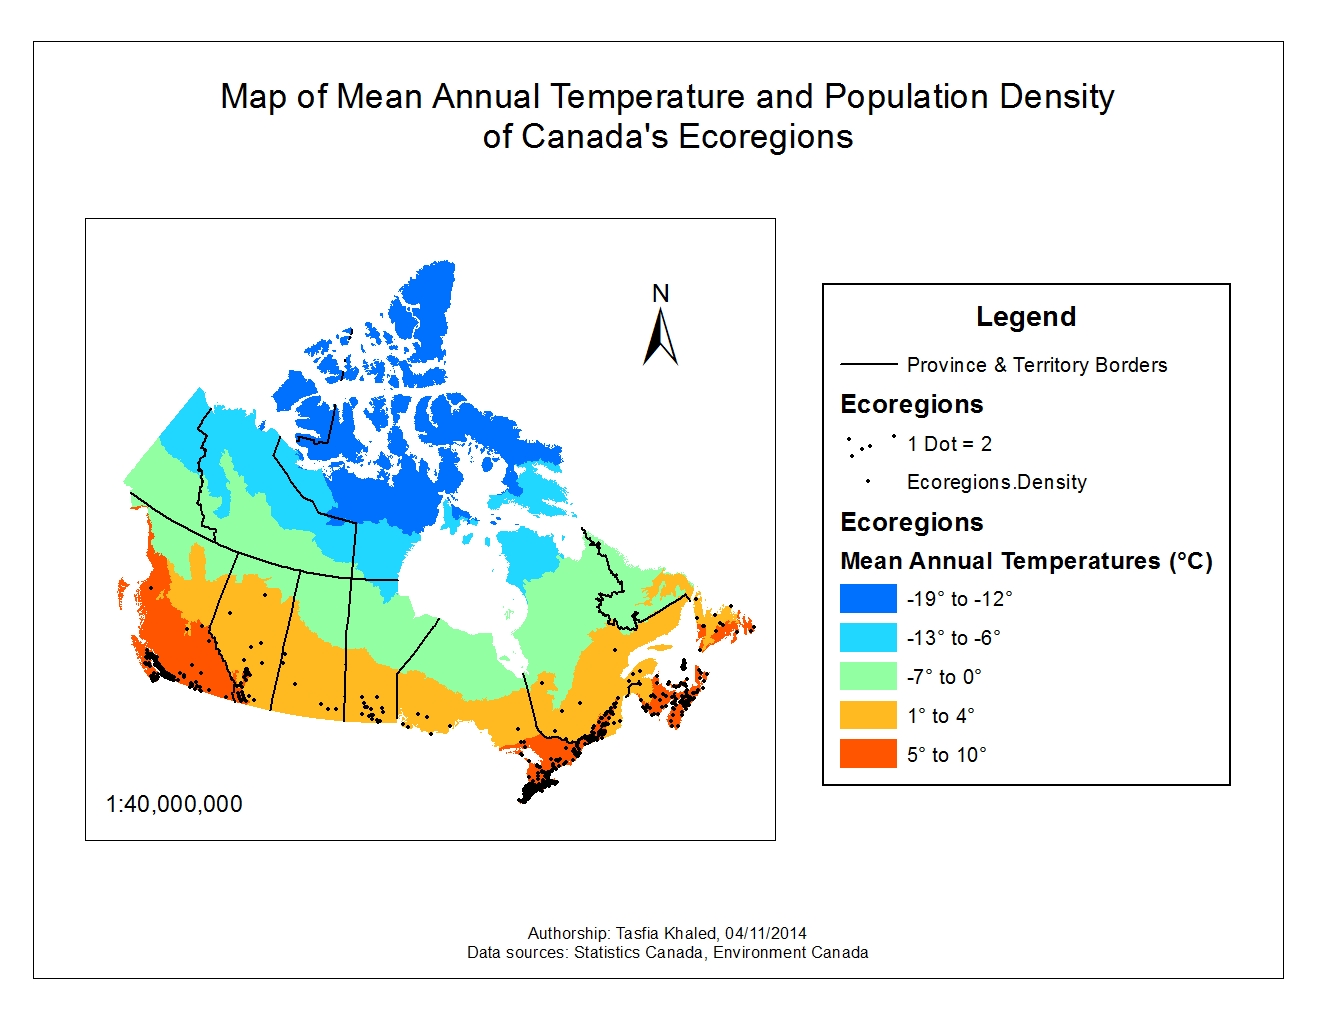 Map of Mean Annual Temperature and Population Density
of Canada's Ecoregions
N
1:40,000,000
Legend
Province & Territory Borders
Ecoregions
1 Dot = 2
Ecoregions.Density
Ecoregions
Mean Annual Temperatures (°C)
-19° to -12°
-13° to -6°
-7° to 0°
1° to 4°
5° to 10°
Authorship: Tasfia Khaled, 04/11/2014
Data sources: Statistics Canada, Environment Canada